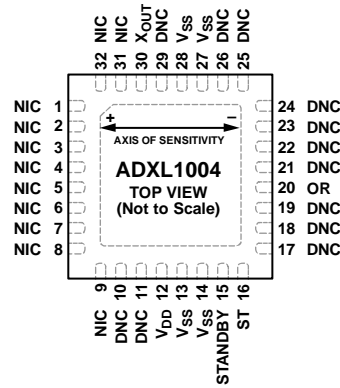 32 NIC
31 NIC
30 XOUT
29 DNC
28 VSS
27 VSS
26 DNC
25 DNC
NIC 1
NIC 2
NIC 3
NIC 4
NIC 5
NIC 6
NIC 7
NIC 8
+ −
AXIS OF SENSITIVITY
ADXL1004
TOP VIEW
(Not to Scale)
24 DNC
23 DNC
22 DNC
21 DNC
20 OR
19 DNC
18 DNC
17 DNC
NIC 9
DNC 10
DNC 11
VDD 12
VSS 13
VSS 14
STANDBY 15
ST 16